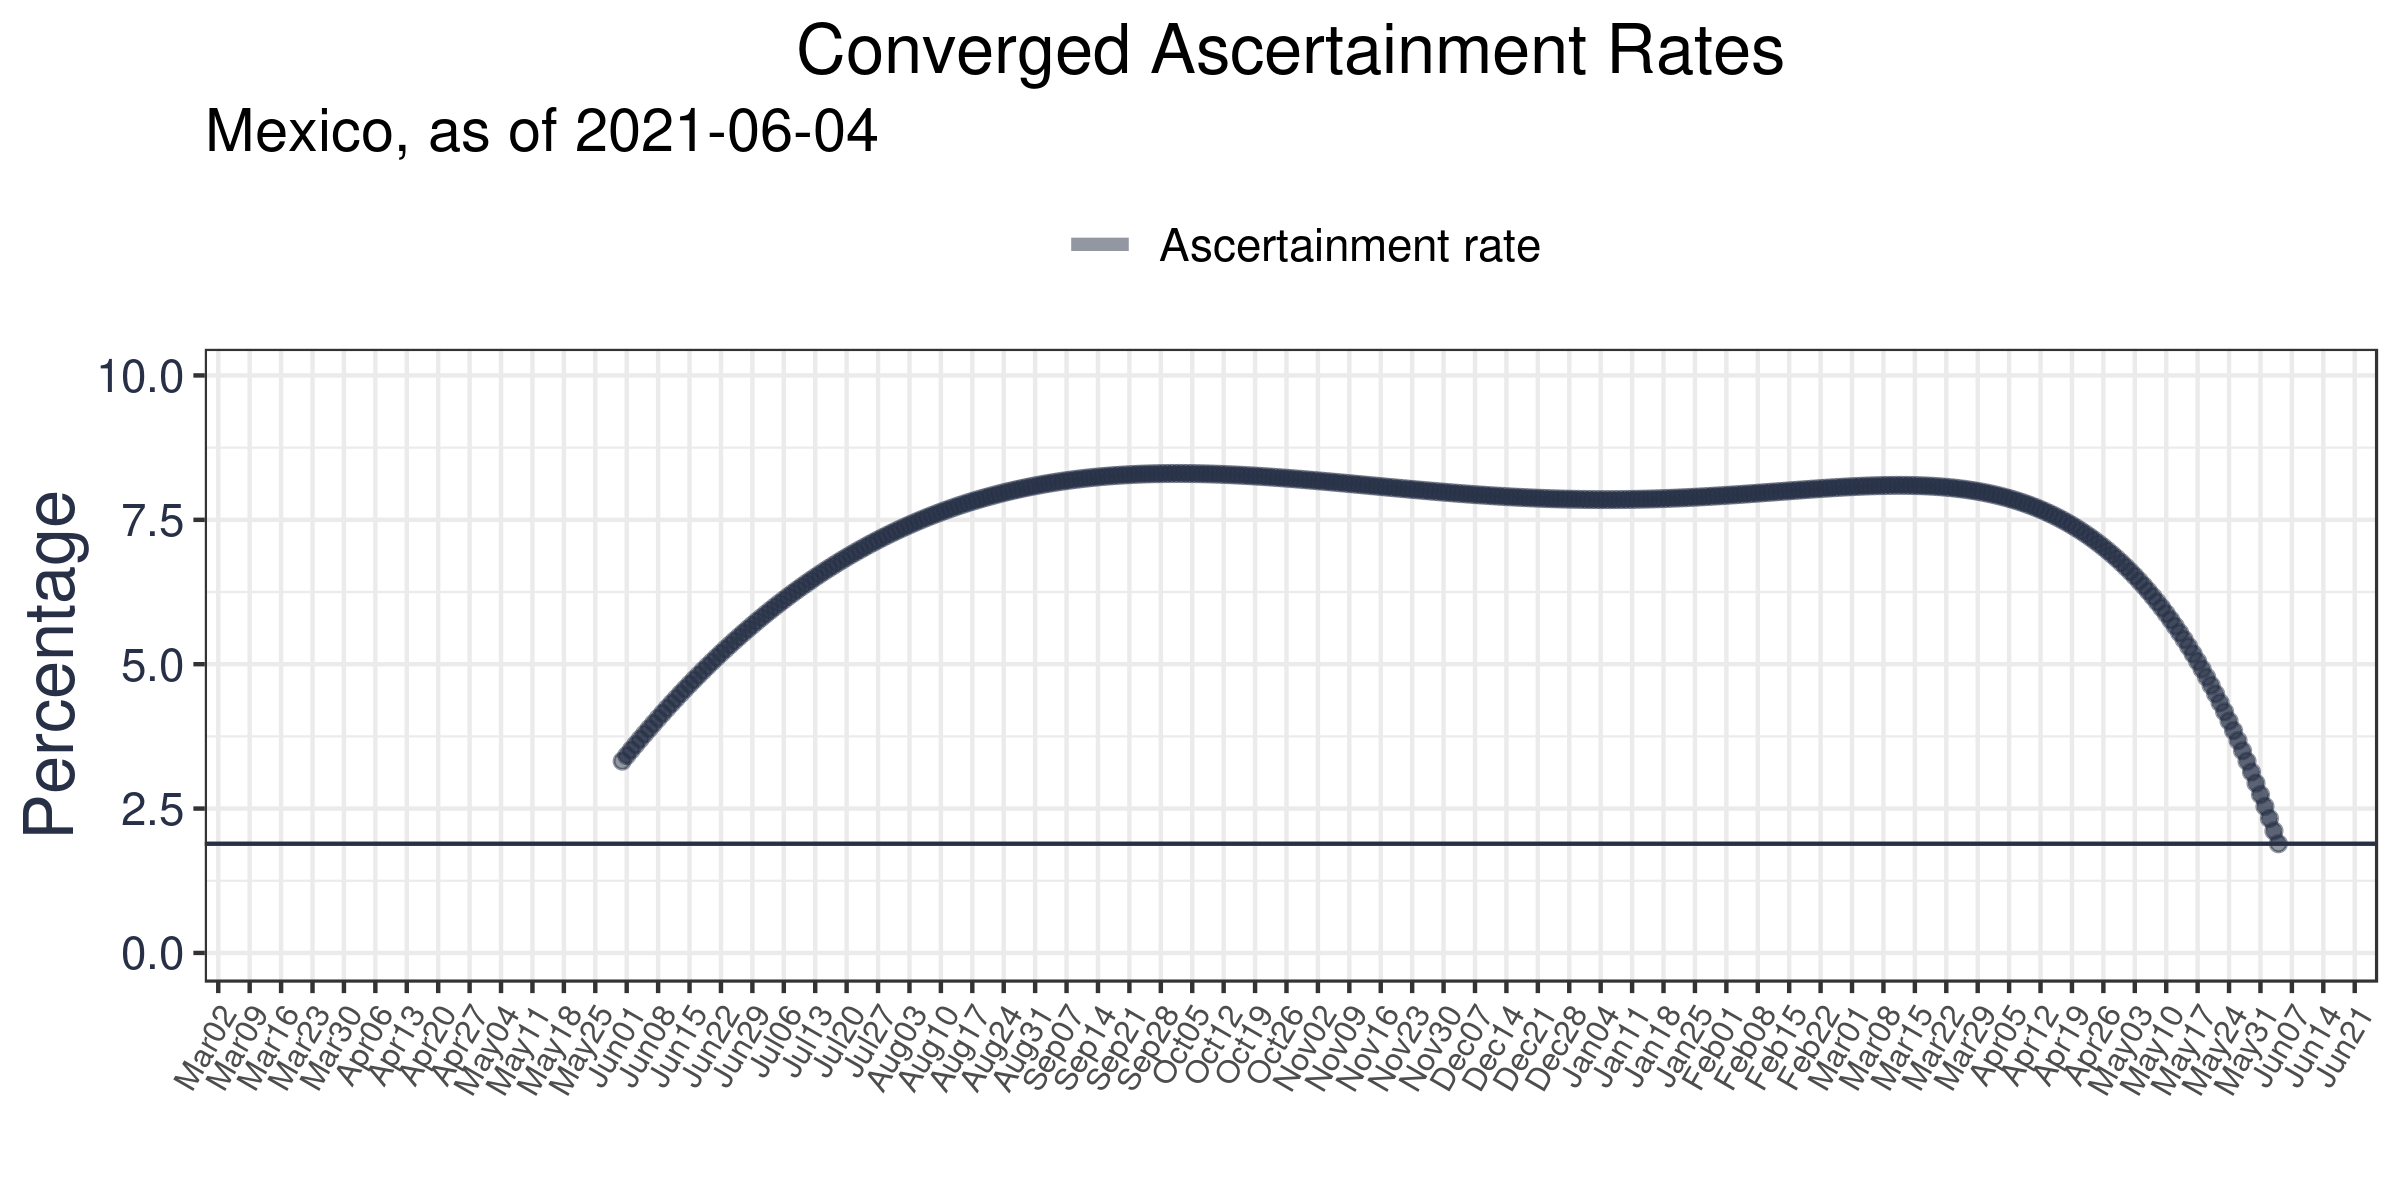 Converged Ascertainment Rates
Mexico, as of 2021-06-04
Ascertainment rate
Percentage
10.0
7.5
5.0
2.5
0.0
Mar02
Mar09
Mar16
Mar23
Mar30
Apr06
Apr13
Apr20
Apr27
May04
May11
May18
May25
Jun01
Jun08
Jun15
Jun22
Jun29
Jul06
Jul13
Jul20
Jul27
Aug03
Aug10
Aug17
Aug24
Aug31
Sep07
Sep14
Sep21
Sep28
Oct05
Oct12
Oct19
Oct26
Nov02
Nov09
Nov16
Nov23
Nov30
Dec07
Dec14
Dec21
Dec28
Jan04
Jan11
Jan18
Jan25
Feb01
Feb08
Feb15
Feb22
Mar01
Mar08
Mar15
Mar22
Mar29
Apr05
Apr12
Apr19
Apr26
May03
May10
May17
May24
May31
Jun07
Jun14
Jun21